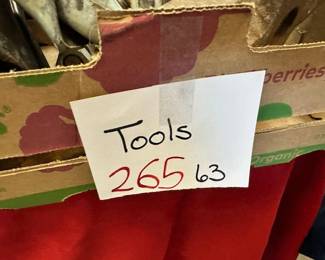 berries
Tools
265 63
Organic